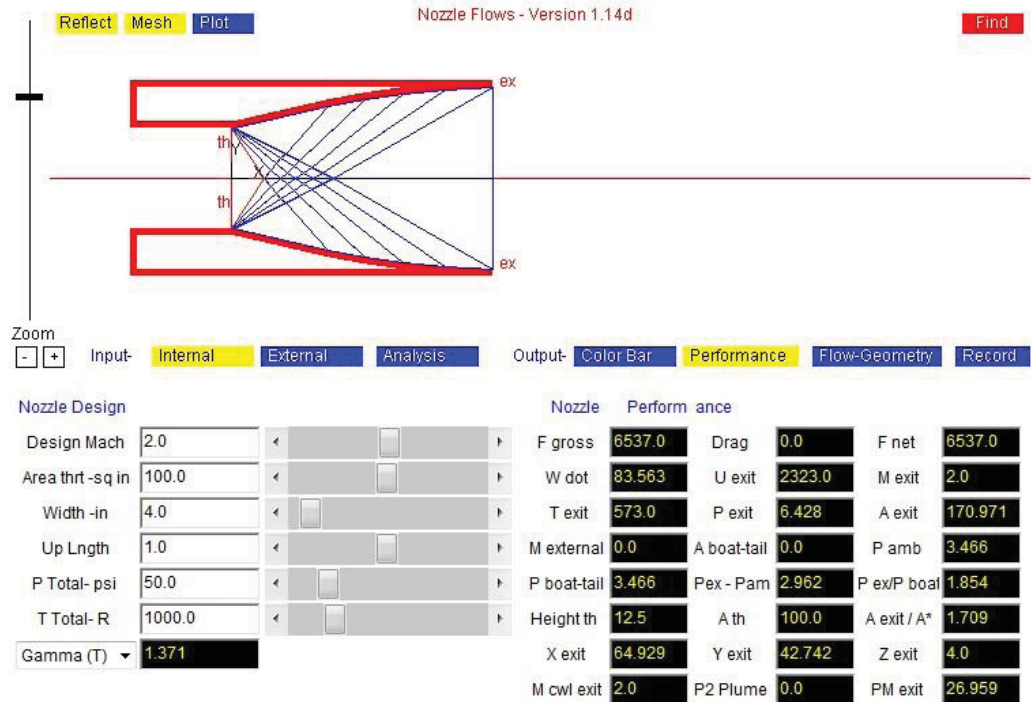 Nozzle Flows - Version 1.14d
Reflect Mesh Plot Find
ex
th
Y
X
th
ex
Zoom
- + Input- Internal External Analysis Output- Color Bar Performance Flow-Geometry Record
Nozzle Design Nozzle Perform ance
Design Mach 2.0 F gross 6537.0 Drag 0.0 F net 6537.0
Area thrt -sq in 100.0 W dot 83.563 U exit 2323.0 M exit 2.0
Width -in 4.0 T exit 573.0 P exit 6.428 A exit 170.971
Up Lngth 1.0 M external 0.0 A boat-tail 0.0 P amb 3.466
P Total- psi 50.0 P boat-tail 3.466 Pex - Pam 2.962 P ex/P boat 1.854
T Total- R 1000.0 Height th 12.5 A th 100.0 A exit / A* 1.709
Gamma (T) 1.371 X exit 64.929 Y exit 42.742 Z exit 4.0
M cwl exit 2.0 P2 Plume 0.0 PM exit 26.959